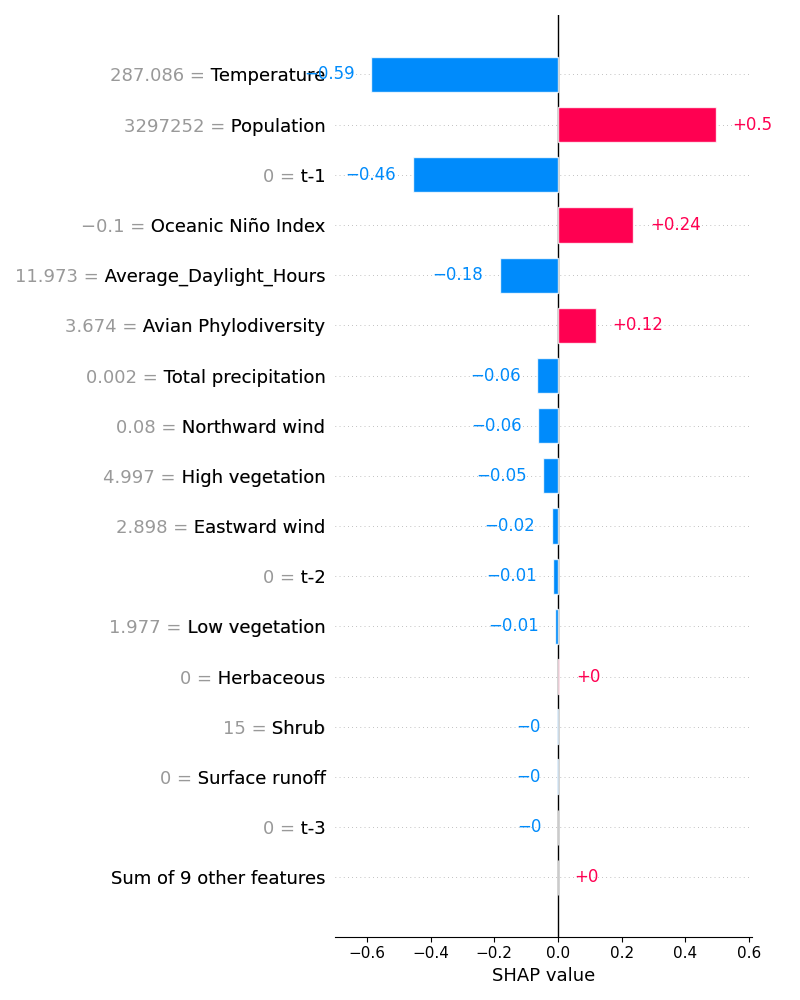 287.086 = Temperature −0.59
3297252 = Population +0.5
0 = t-1 −0.46
−0.1 = Oceanic Niño Index +0.24
11.973 = Average_Daylight_Hours −0.18
3.674 = Avian Phylodiversity +0.12
0.002 = Total precipitation −0.06
0.08 = Northward wind −0.06
4.997 = High vegetation −0.05
2.898 = Eastward wind −0.02
0 = t-2 −0.01
1.977 = Low vegetation −0.01
0 = Herbaceous +0
15 = Shrub −0
0 = Surface runoff −0
0 = t-3 −0
Sum of 9 other features +0
−0.6 −0.4 −0.2 0.0 0.2 0.4 0.6
SHAP value